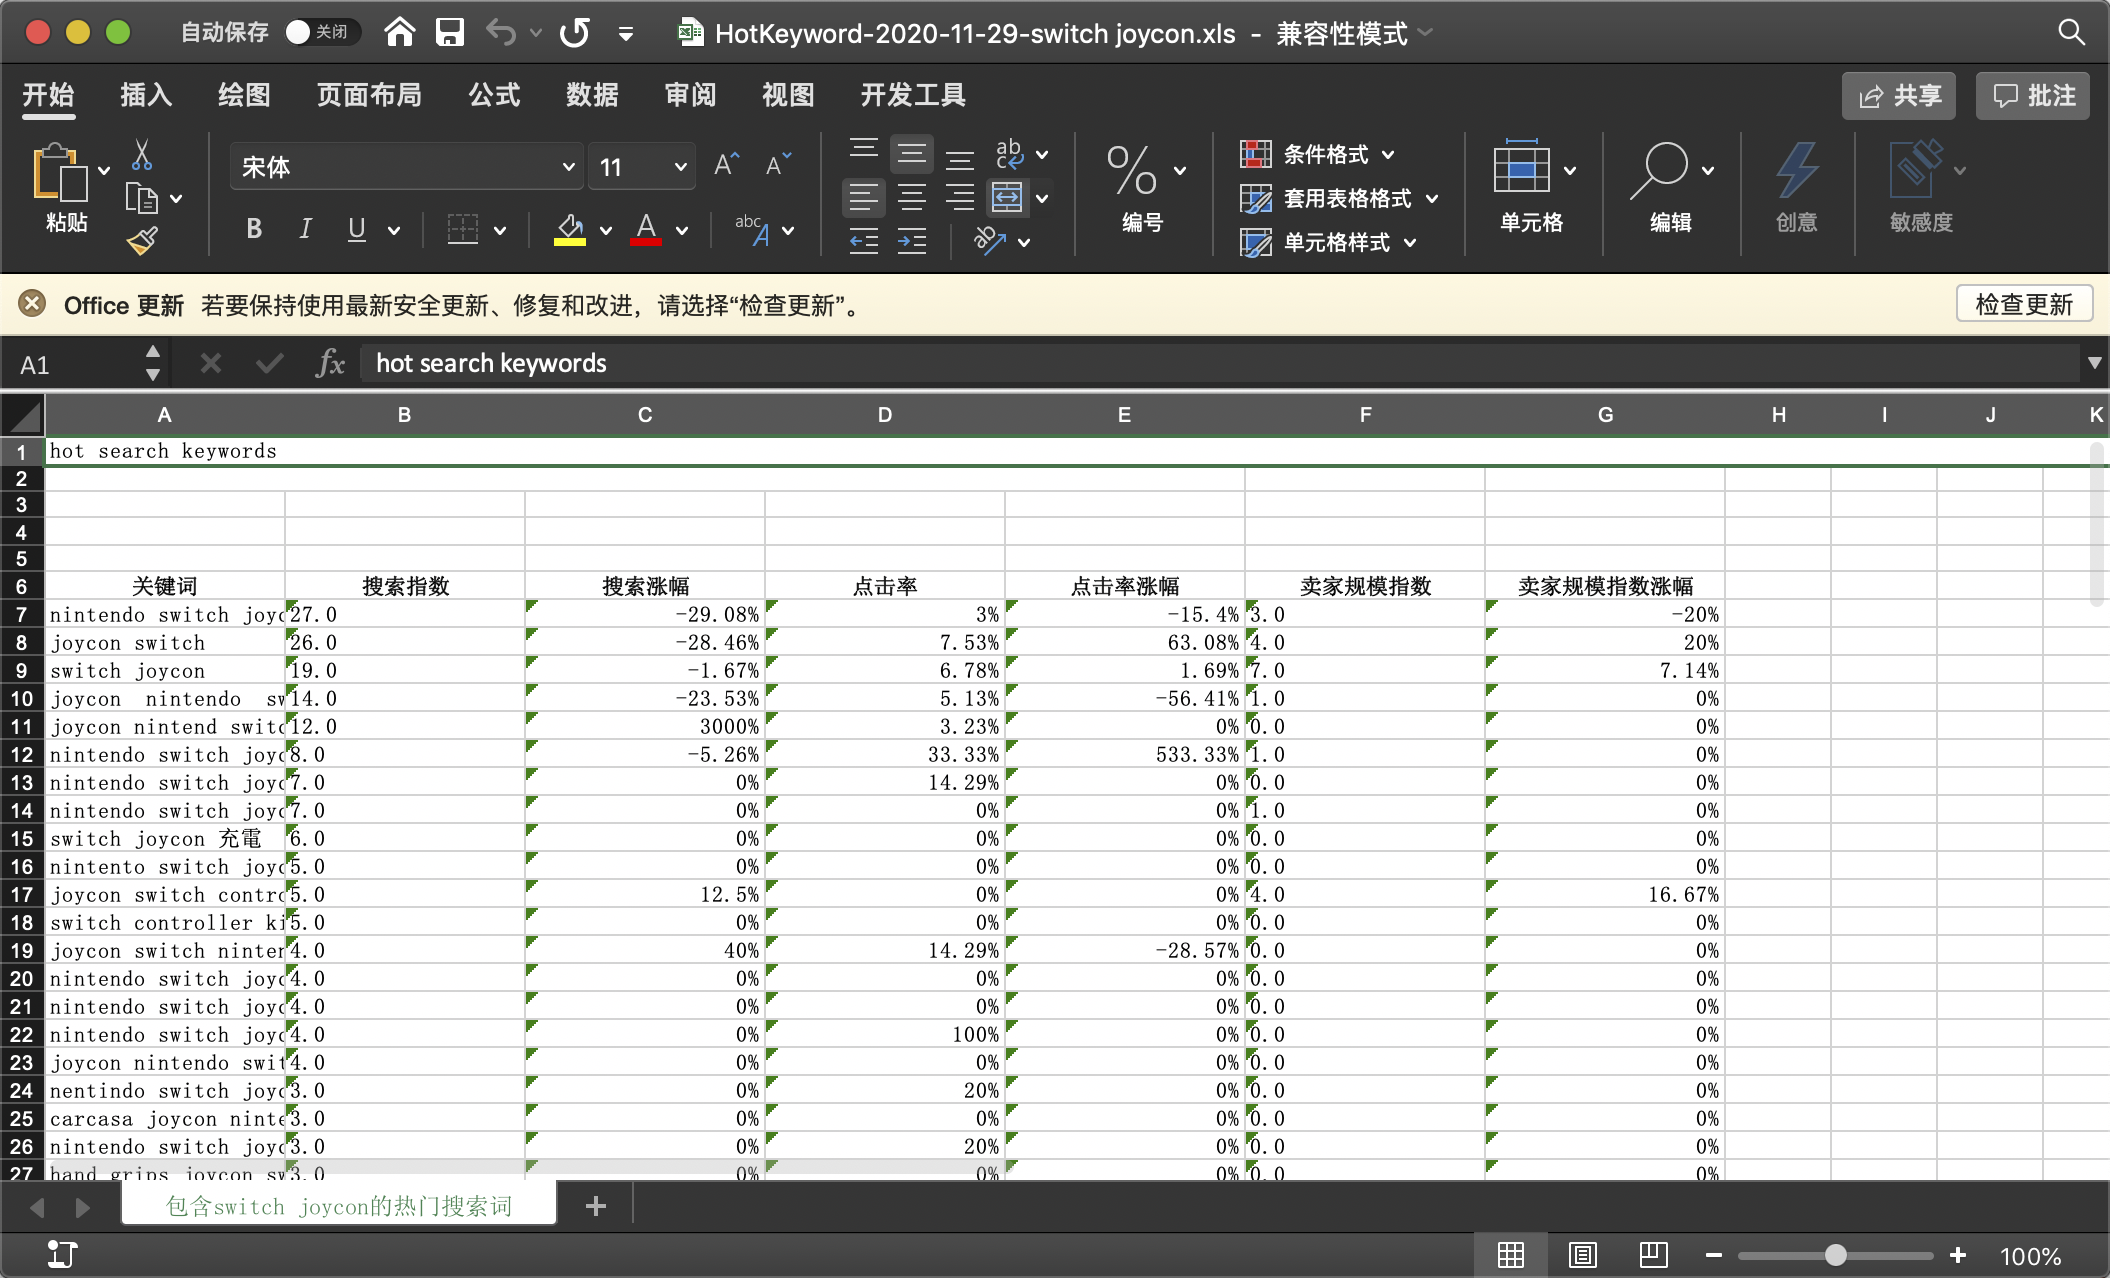 自动保存 关闭 HotKeyword-2020-11-29-switch joycon.xls - 兼容性模式
开始 插入 绘图 页面布局 公式 数据 审阅 视图 开发工具 共享 批注
粘贴 宋体 11 B I U A A A abc A ab c ab % 编号 条件格式 套用表格格式 单元格样式 单元格 编辑 创意 敏感度
Office 更新 若要保持使用最新安全更新、修复和改进，请选择“检查更新”。 检查更新
A1 fx hot search keywords
A B C D E F G H I J K
1 hot search keywords
2
3
4
5
6 关键词 搜索指数 搜索涨幅 点击率 点击率涨幅 卖家规模指数 卖家规模指数涨幅
7 nintendo switch joyc 27.0 -29.08% 3% -15.4% 3.0 -20%
8 joycon switch 26.0 -28.46% 7.53% 63.08% 4.0 20%
9 switch joycon 19.0 -1.67% 6.78% 1.69% 7.0 7.14%
10 joycon nintendo sw 14.0 -23.53% 5.13% -56.41% 1.0 0%
11 joycon nintend switc 12.0 3000% 3.23% 0% 0.0 0%
12 nintendo switch joyc 8.0 -5.26% 33.33% 533.33% 1.0 0%
13 nintendo switch joyc 7.0 0% 14.29% 0% 0.0 0%
14 nintendo switch joyc 7.0 0% 0% 0% 1.0 0%
15 switch joycon 充電 6.0 0% 0% 0% 0.0 0%
16 nintento switch joyc 5.0 0% 0% 0% 0.0 0%
17 joycon switch contro 5.0 12.5% 0% 0% 4.0 16.67%
18 switch controller ki 5.0 0% 0% 0% 0.0 0%
19 joycon switch ninten 4.0 40% 14.29% -28.57% 0.0 0%
20 nintendo switch joyc 4.0 0% 0% 0% 0.0 0%
21 nintendo switch joyc 4.0 0% 0% 0% 0.0 0%
22 nintendo switch joyc 4.0 0% 100% 0% 0.0 0%
23 joycon nintendo swit 4.0 0% 0% 0% 0.0 0%
24 nentindo switch joyc 3.0 0% 20% 0% 0.0 0%
25 carcasa joycon ninte 3.0 0% 0% 0% 0.0 0%
26 nintendo switch joyc 3.0 0% 20% 0% 0.0 0%
27 hand grips joycon sw 3.0 0% 0% 0% 0.0 0%
包含switch joycon的热门搜索词 +
100%